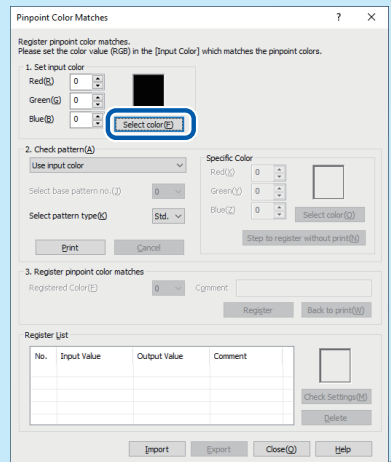 Pinpoint Color Matches ? ×
Register pinpoint color matches.
Please set the color value (RGB) in the [Input Color] which matches the pinpoint colors.
1. Set input color
Red(R) 0
Green(G) 0
Blue(B) 0 Select color(F)
2. Check pattern(A)
Use input color
Select base pattern no.(J) 0
Select pattern type(K) Std.
Print Cancel
Specific Color
Red(X) 0
Green(Y) 0
Blue(Z) 0 Select color(Q)
Step to register without print(N)
3. Register pinpoint color matches
Registered Color(E) 0 Comment
Register Back to print(W)
Register List
No. Input Value Output Value Comment
Check Settings(M)
Delete
Import Export Close(O) Help